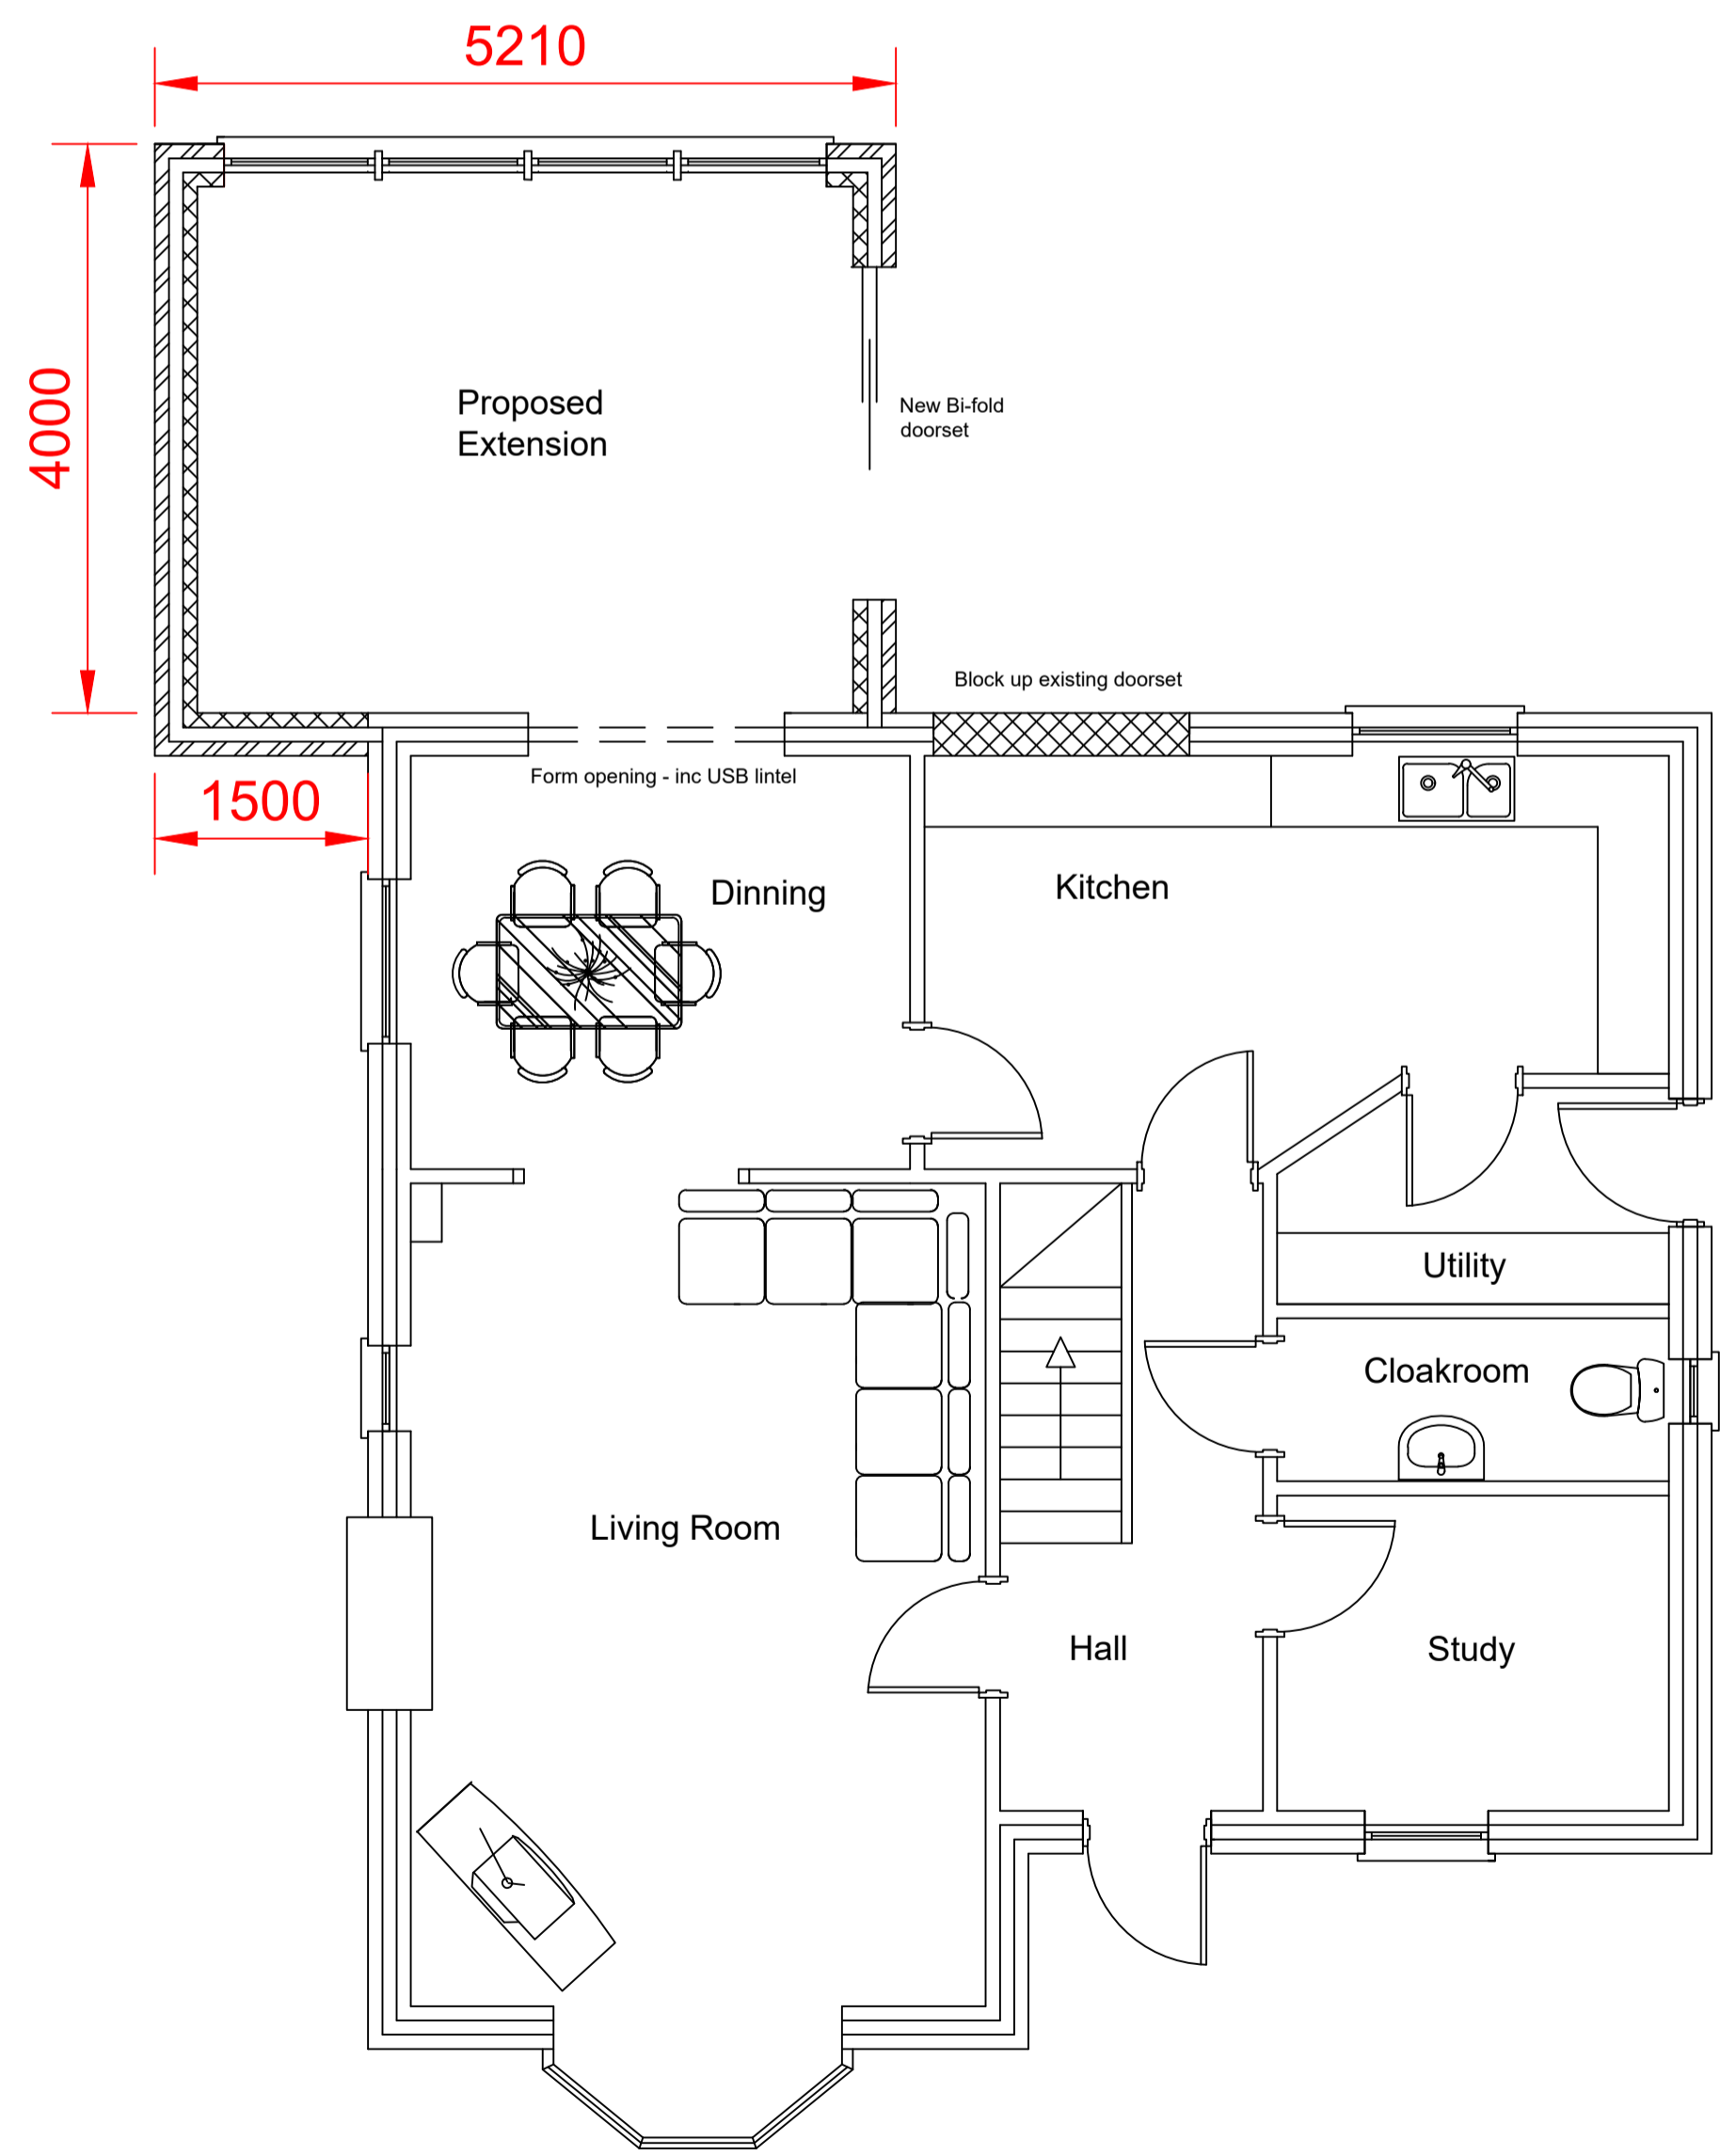 5210
4000
Proposed
Extension
New Bi-fold
doorset
Block up existing doorset
Form opening - inc USB lintel
1500
Dinning
Kitchen
Utility
Cloakroom
Living Room
Hall
Study